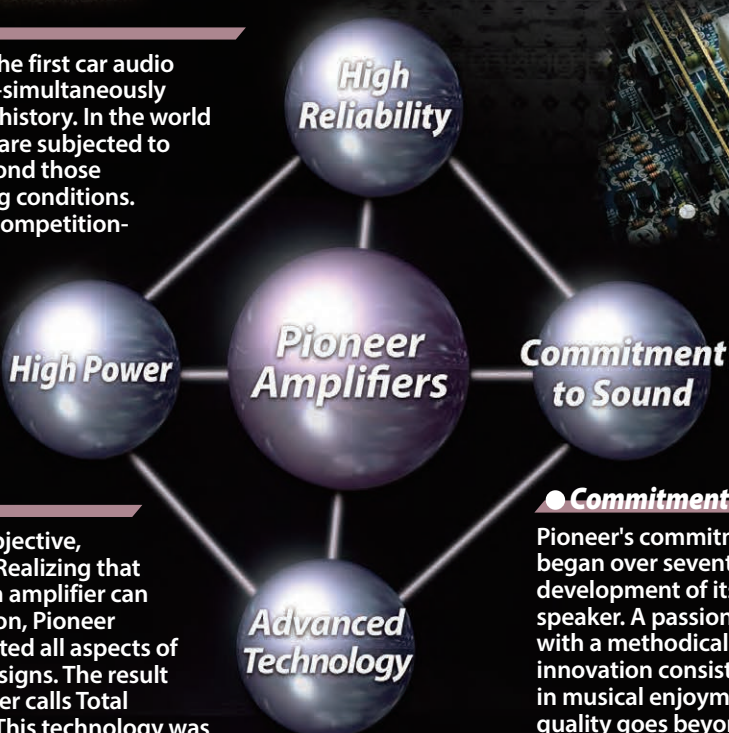 he first car audio
-simultaneously
history. In the world
are subjected to
ond those
g conditions.
ompetition-
High
Reliability
High Power
Pioneer
Amplifiers
Commitment
to Sound
Advanced
Technology
bjective,
Realizing that
n amplifier can
on, Pioneer
ted all aspects of
signs. The result
er calls Total
This technology was
● Commitment
Pioneer's commitm
began over sevent
development of its
speaker. A passion
with a methodical
innovation consist
in musical enjoym
quality goes beyon